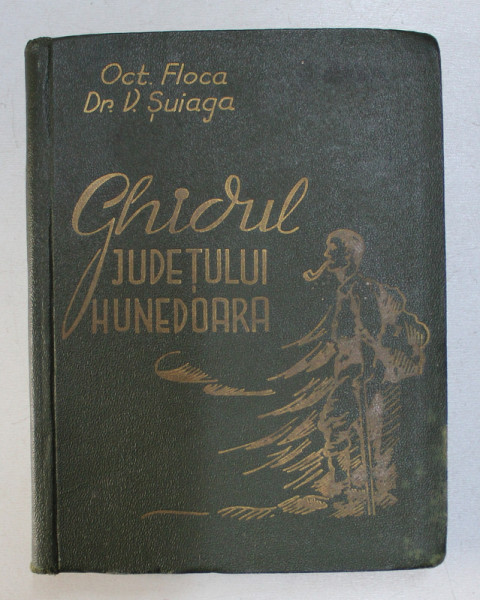 Oct. Floca
Dr. V. Șuiaga
Ghidul
JUDEȚULUI
HUNEDOARA